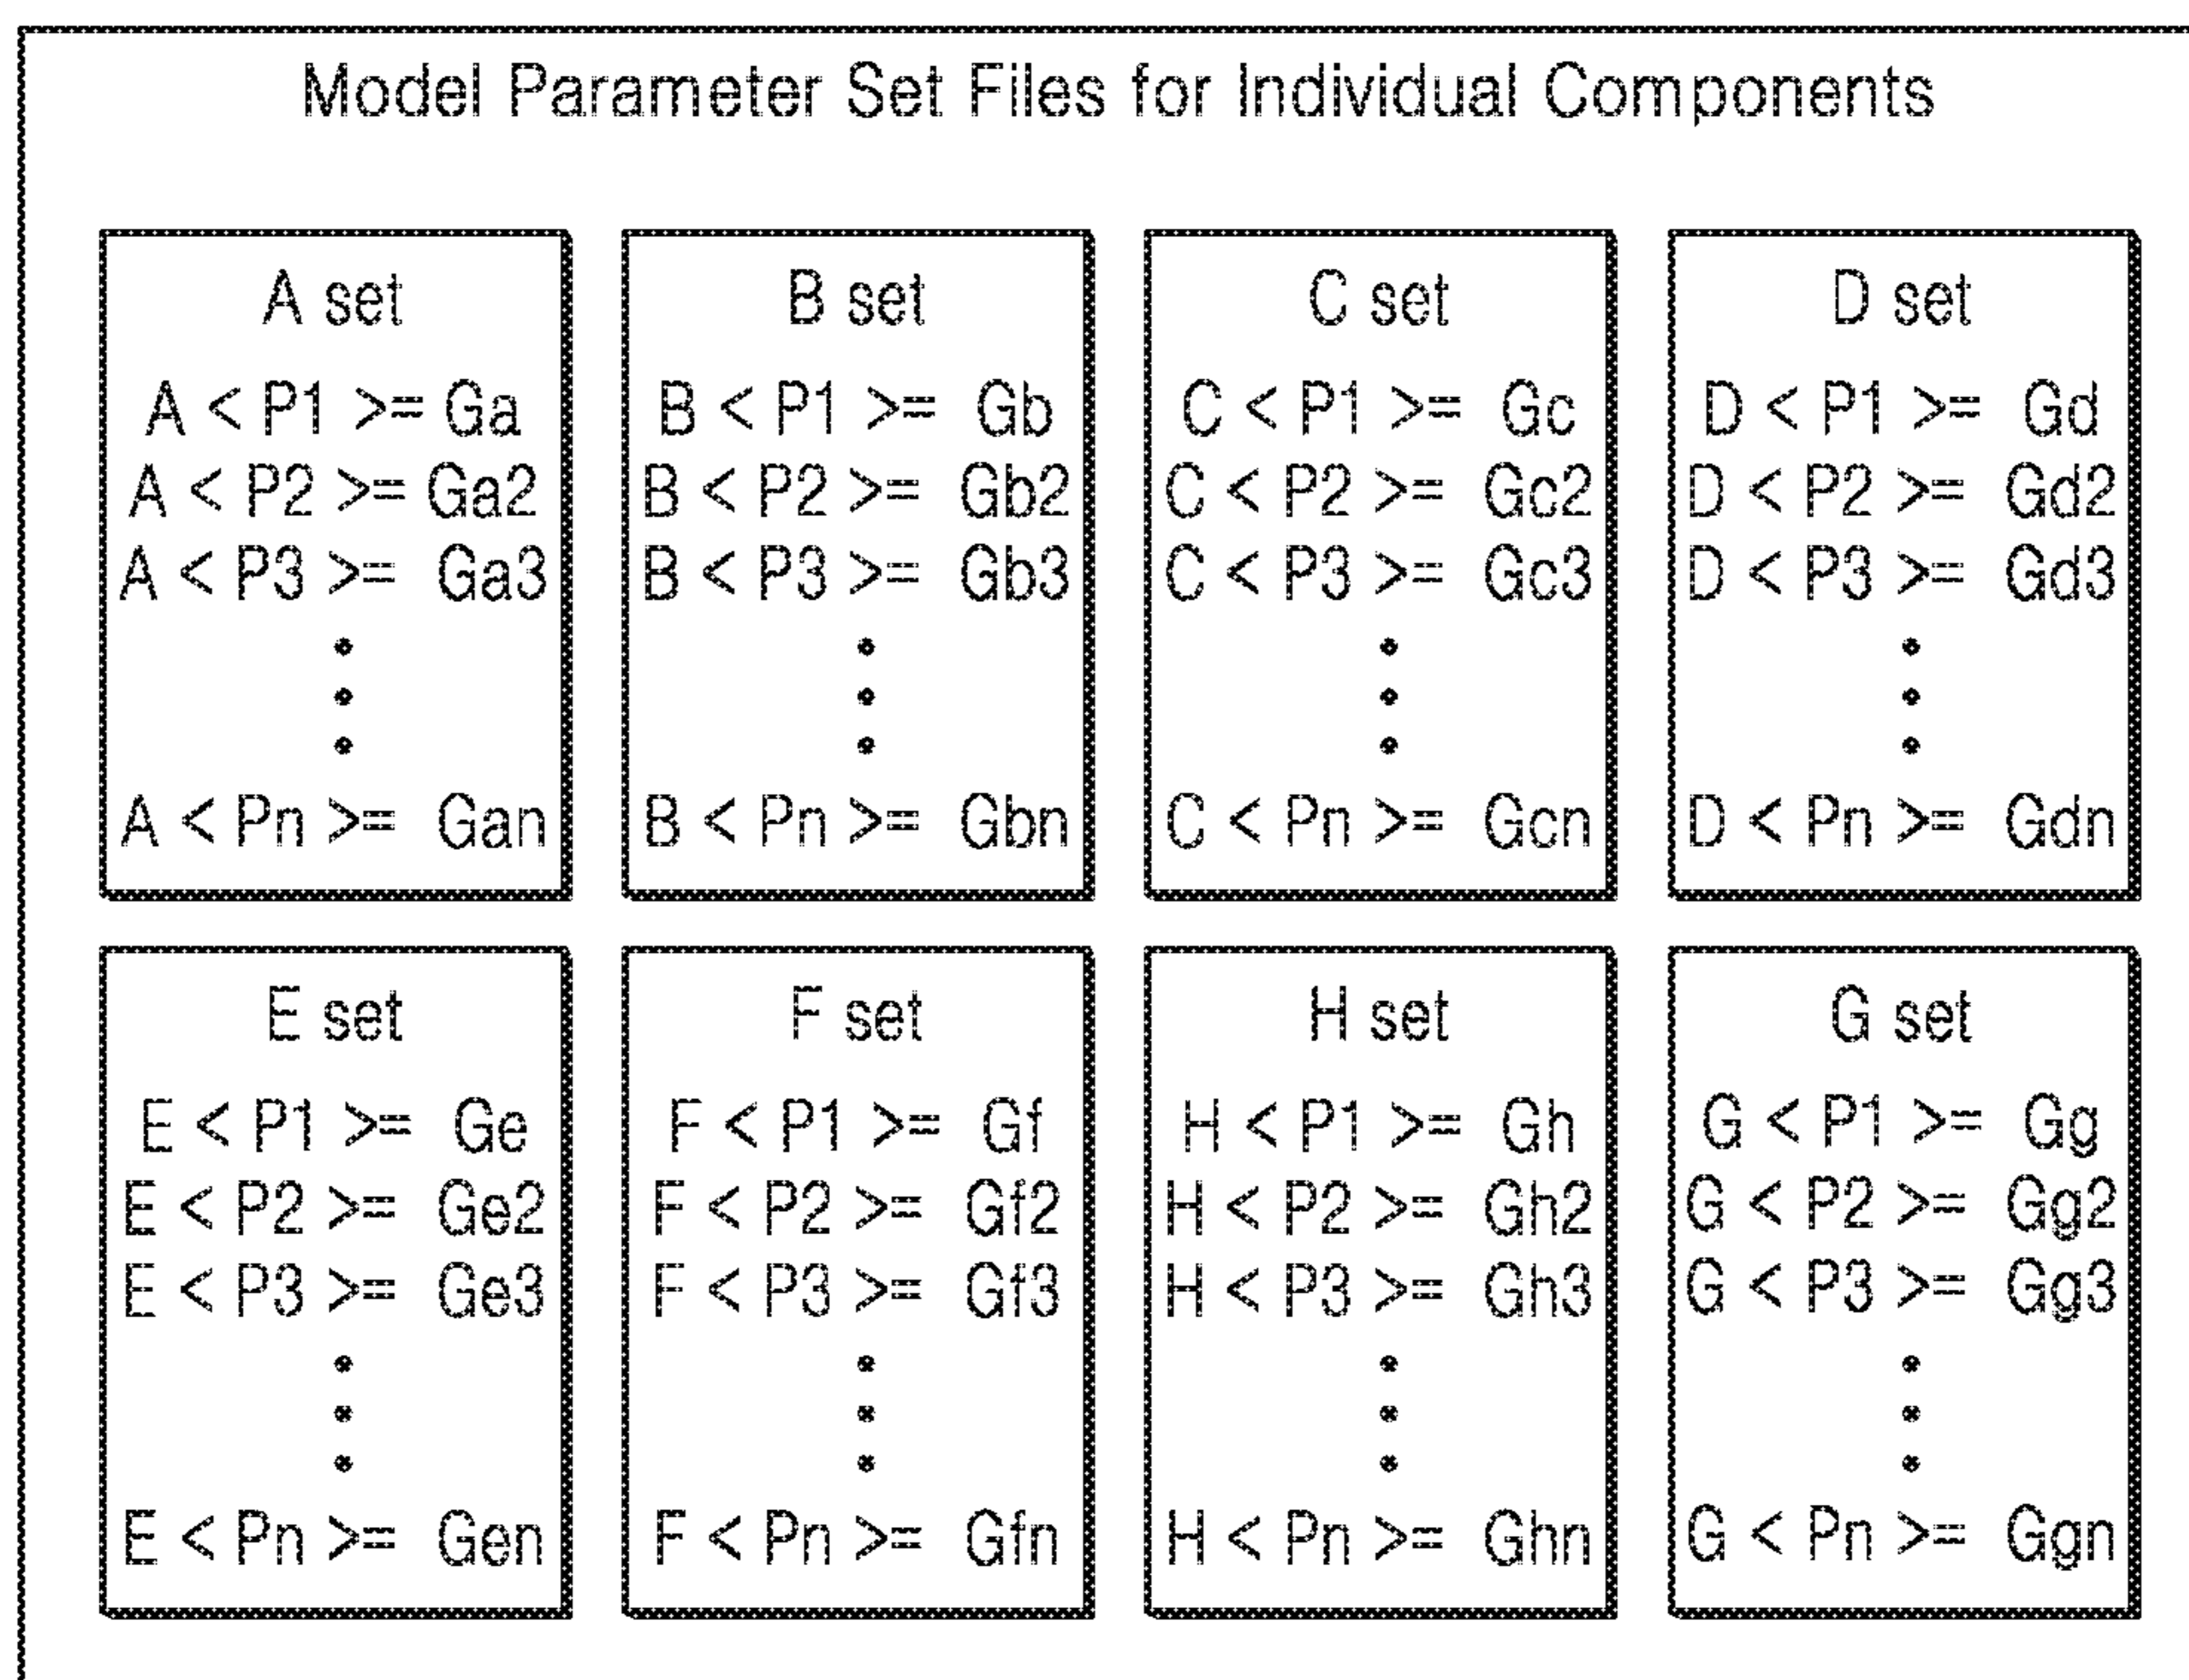 Model Parameter Set Files for Individual Components
A set
A < P1 >= Ga
A < P2 >= Ga2
A < P3 >= Ga3
A < Pn >= Gan
B set
B < P1 >= Gb
B < P2 >= Gb2
B < P3 >= Gb3
B < Pn >= Gbn
C set
C < P1 >= Gc
C < P2 >= Gc2
C < P3 >= Gc3
C < Pn >= Gcn
D set
D < P1 >= Gd
D < P2 >= Gd2
D < P3 >= Gd3
D < Pn >= Gdn
E set
E < P1 >= Ge
E < P2 >= Ge2
E < P3 >= Ge3
E < Pn >= Gen
F set
F < P1 >= Gf
F < P2 >= Gf2
F < P3 >= Gf3
F < Pn >= Gfn
H set
H < P1 >= Gh
H < P2 >= Gh2
H < P3 >= Gh3
H < Pn >= Ghn
G set
G < P1 >= Gg
G < P2 >= Gg2
G < P3 >= Gg3
G < Pn >= Ggn